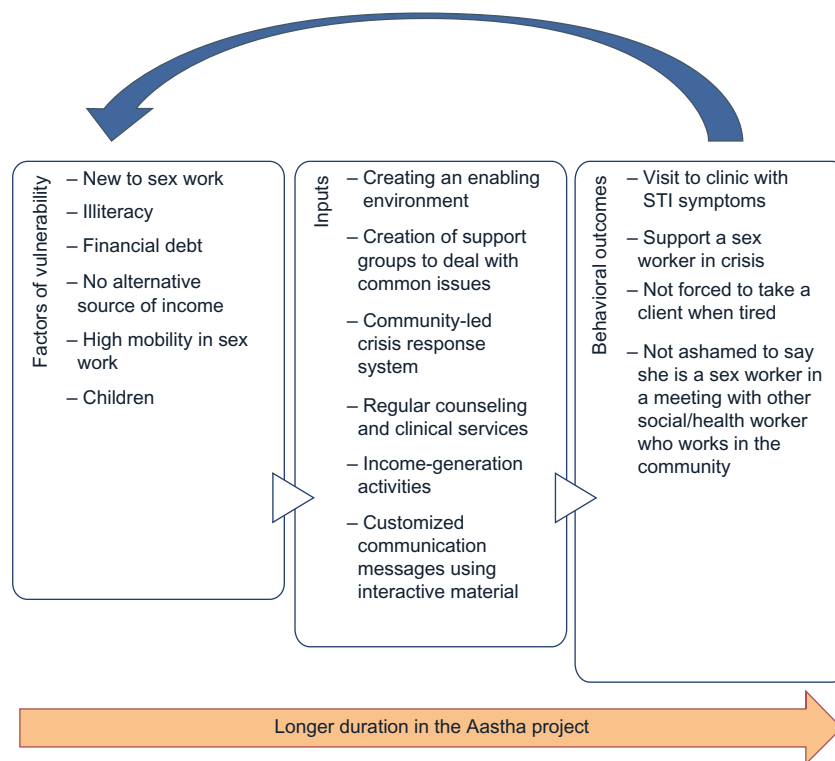 Factors of vulnerability
– New to sex work
– Illiteracy
– Financial debt
– No alternative
source of income
– High mobility in sex
work
– Children
Inputs
– Creating an enabling
environment
– Creation of support
groups to deal with
common issues
– Community-led
crisis response
system
– Regular counseling
and clinical services
– Income-generation
activities
– Customized
communication
messages using
interactive material
Behavioral outcomes
– Visit to clinic with
STI symptoms
– Support a sex
worker in crisis
– Not forced to take a
client when tired
– Not ashamed to say
she is a sex worker in
a meeting with other
social/health worker
who works in the
community
Longer duration in the Aastha project